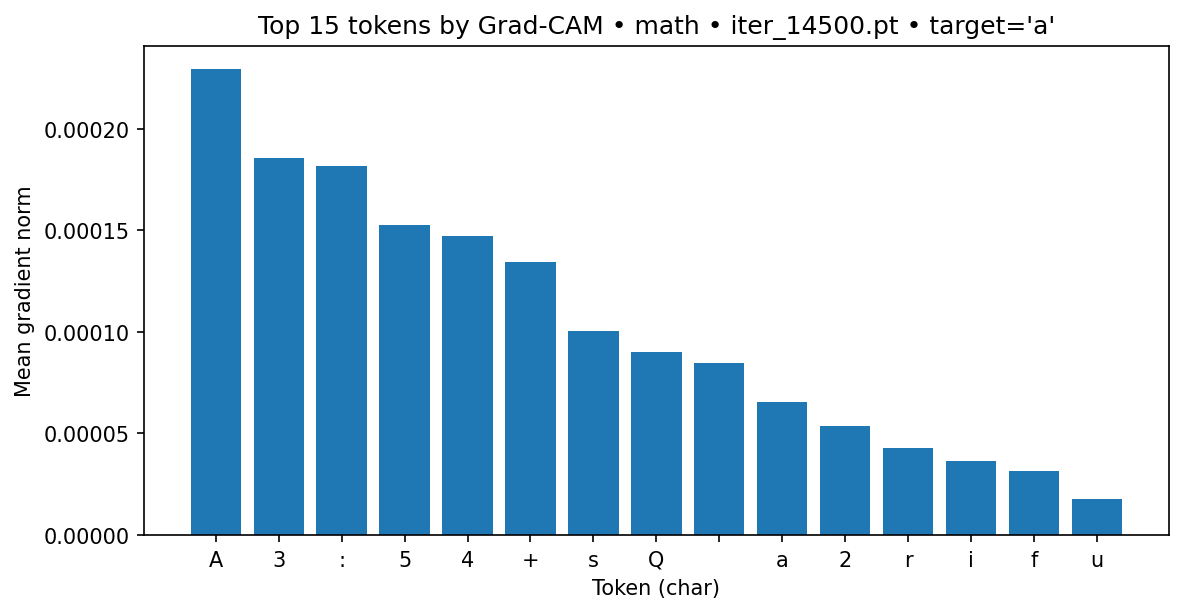 Top 15 tokens by Grad-CAM • math • iter_14500.pt • target='a'
Mean gradient norm
0.00020
0.00015
0.00010
0.00005
0.00000
A 3 : 5 4 + s Q a 2 r i f u
Token (char)